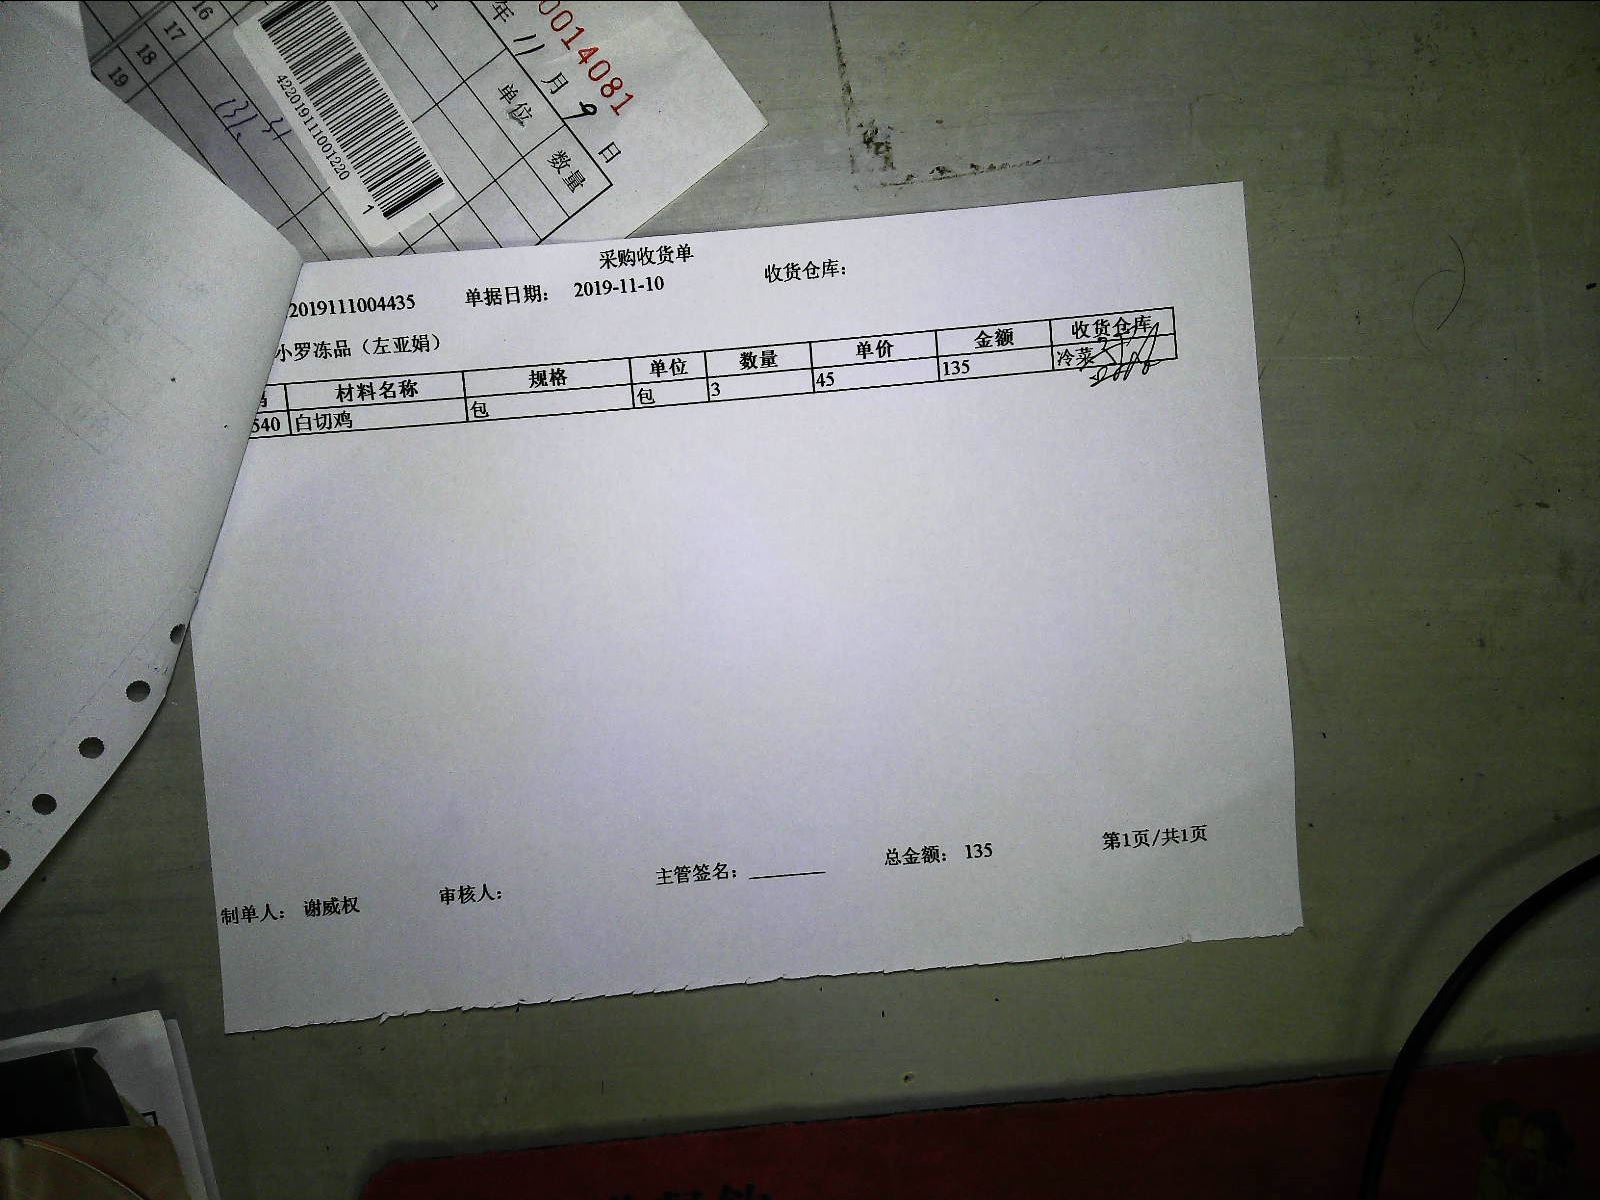 16
17
18
19
42201911001220
1
00014081
年 11 月 9 日
单位
数量
采购收货单
2019111004435 单据日期: 2019-11-10 收货仓库:
小罗冻品（左亚娟）
材料名称 规格 单位 数量 单价 金额 收货仓库
540 白切鸡 包 包 3 45 135 冷菜
制单人: 谢威权 审核人: 主管签名: 总金额: 135 第1页/共1页